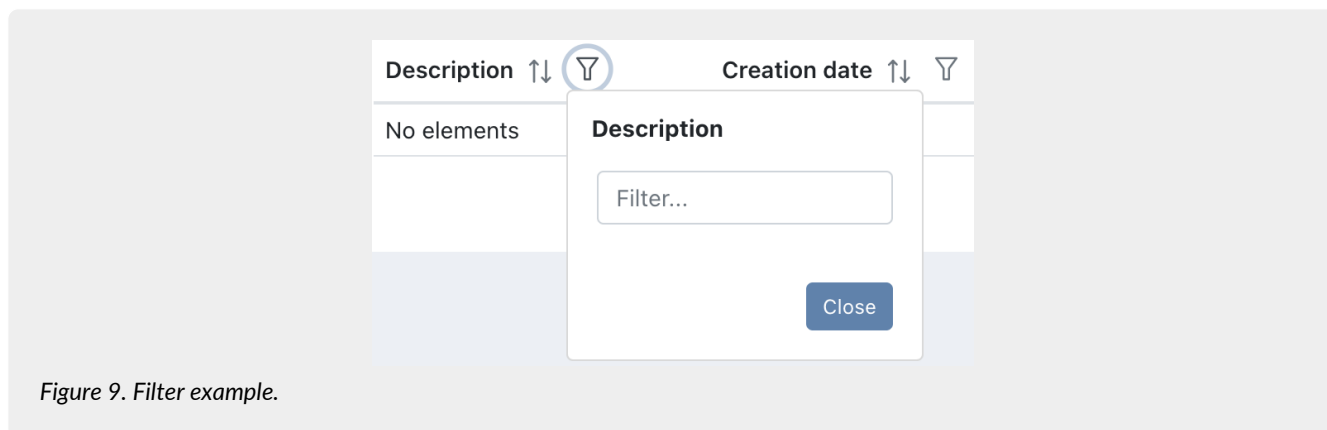 Description Creation date
No elements
Description
Filter...
Close
Figure 9. Filter example.